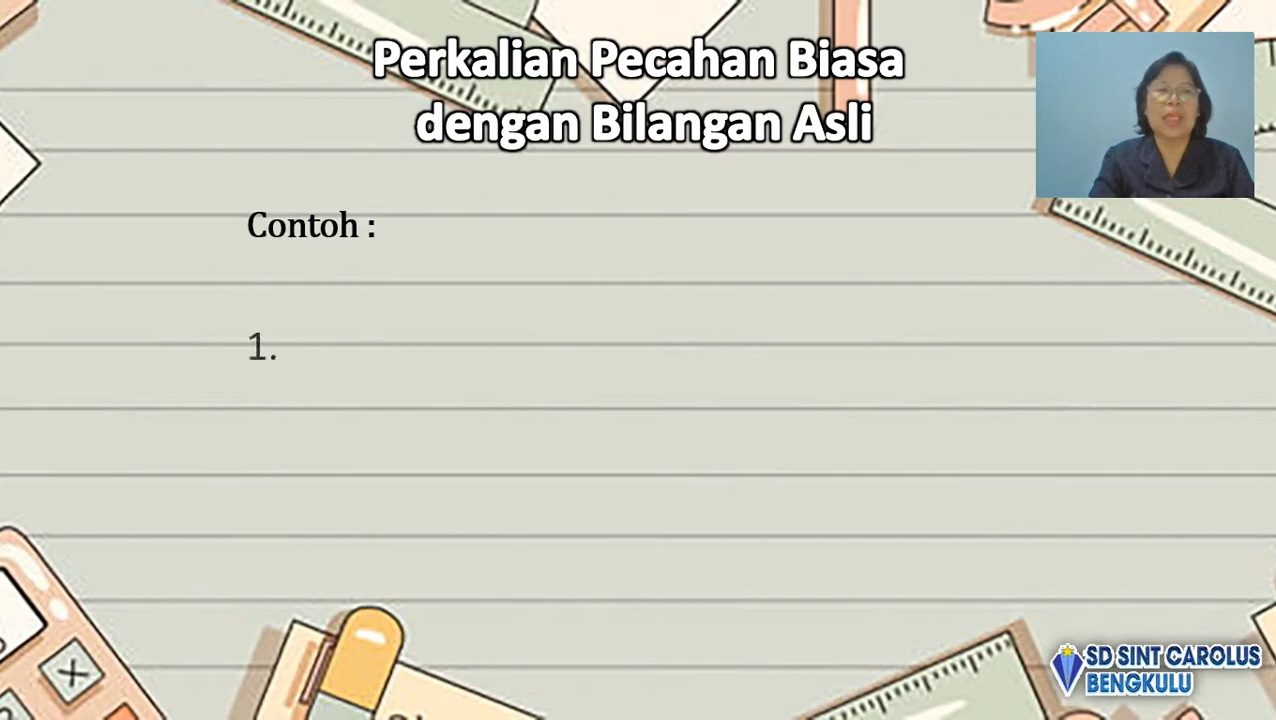 Perkalian Pecahan Biasa
dengan Bilangan Asli
Contoh :
1.
SD SINT CAROLUS
BENGKULU